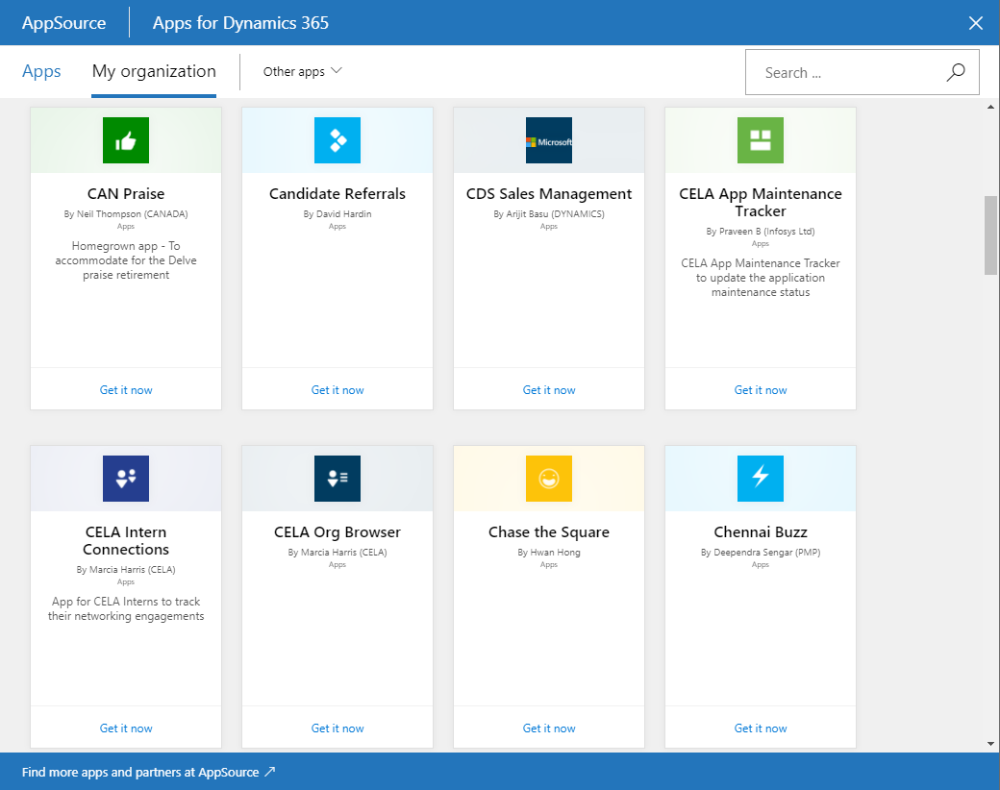 AppSource
Apps for Dynamics 365
Apps
My organization
Other apps
Search ...
CAN Praise
By Neil Thompson (CANADA)
Apps
Homegrown app - To
accommodate for the Delve
praise retirement
Get it now
Candidate Referrals
By David Hardin
Apps
Get it now
Microsoft
CDS Sales Management
By Arijit Basu (DYNAMICS)
Apps
Get it now
CELA App Maintenance
Tracker
By Praveen B (Infosys Ltd)
Apps
CELA App Maintenance Tracker
to update the application
maintenance status
Get it now
CELA Intern
Connections
By Marcia Harris (CELA)
Apps
App for CELA Interns to track
their networking engagements
Get it now
CELA Org Browser
By Marcia Harris (CELA)
Apps
Get it now
Chase the Square
By Hwan Hong
Apps
Get it now
Chennai Buzz
By Deependra Sengar (PMP)
Apps
Get it now
Find more apps and partners at AppSource